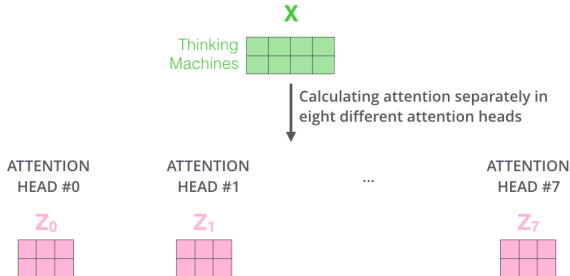 X
Thinking
Machines
Calculating attention separately in
eight different attention heads
ATTENTION
HEAD #0
ATTENTION
HEAD #1
...
ATTENTION
HEAD #7
Z0
Z1
Z7